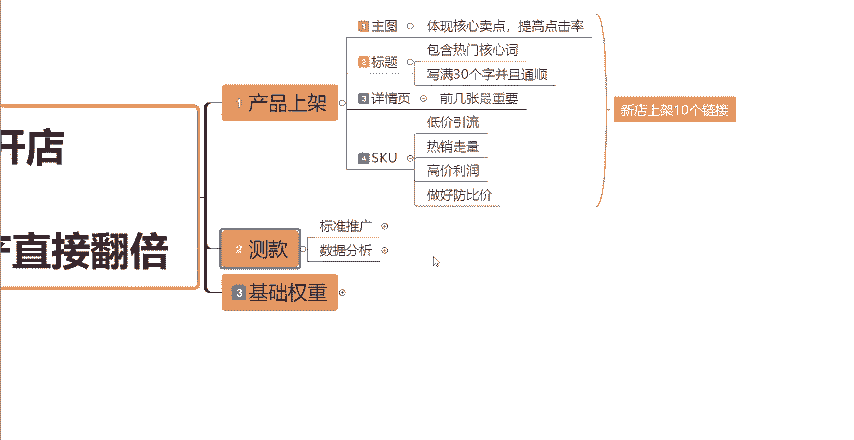 开店
直接翻倍
1 产品上架
1 主图
体现核心卖点，提高点击率
2 标题
包含热门核心词
写满30个字并且通顺
3 详情页
前几张最重要
4 SKU
低价引流
热销走量
高价利润
做好防比价
新店上架10个链接
2 测款
标准推广
数据分析
3 基础权重